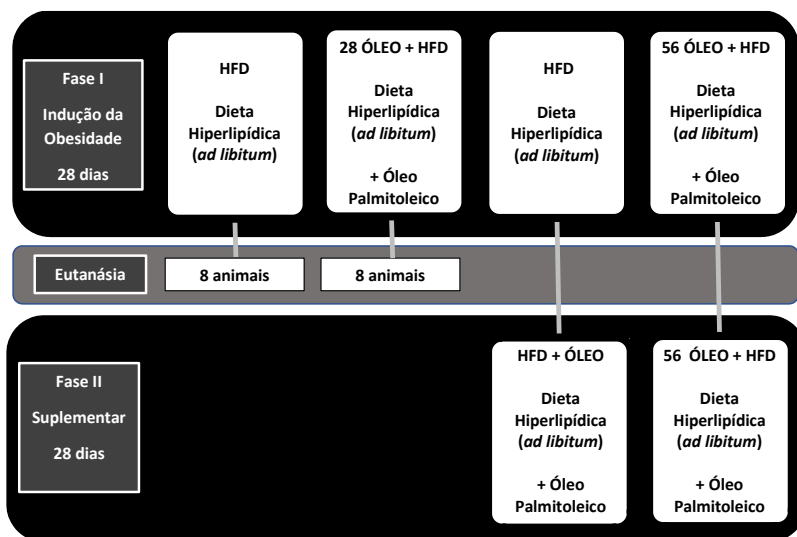 Fase I
Indução da
Obesidade
28 dias
HFD
Dieta
Hiperlipídica
(ad libitum)
28 ÓLEO + HFD
Dieta
Hiperlipídica
(ad libitum)
+ Óleo
Palmitoleico
HFD
Dieta
Hiperlipídica
(ad libitum)
56 ÓLEO + HFD
Dieta
Hiperlipídica
(ad libitum)
+ Óleo
Palmitoleico
Eutanásia
8 animais
8 animais
Fase II
Suplementar
28 dias
HFD + ÓLEO
Dieta
Hiperlipídica
(ad libitum)
+ Óleo
Palmitoleico
56 ÓLEO + HFD
Dieta
Hiperlipídica
(ad libitum)
+ Óleo
Palmitoleico